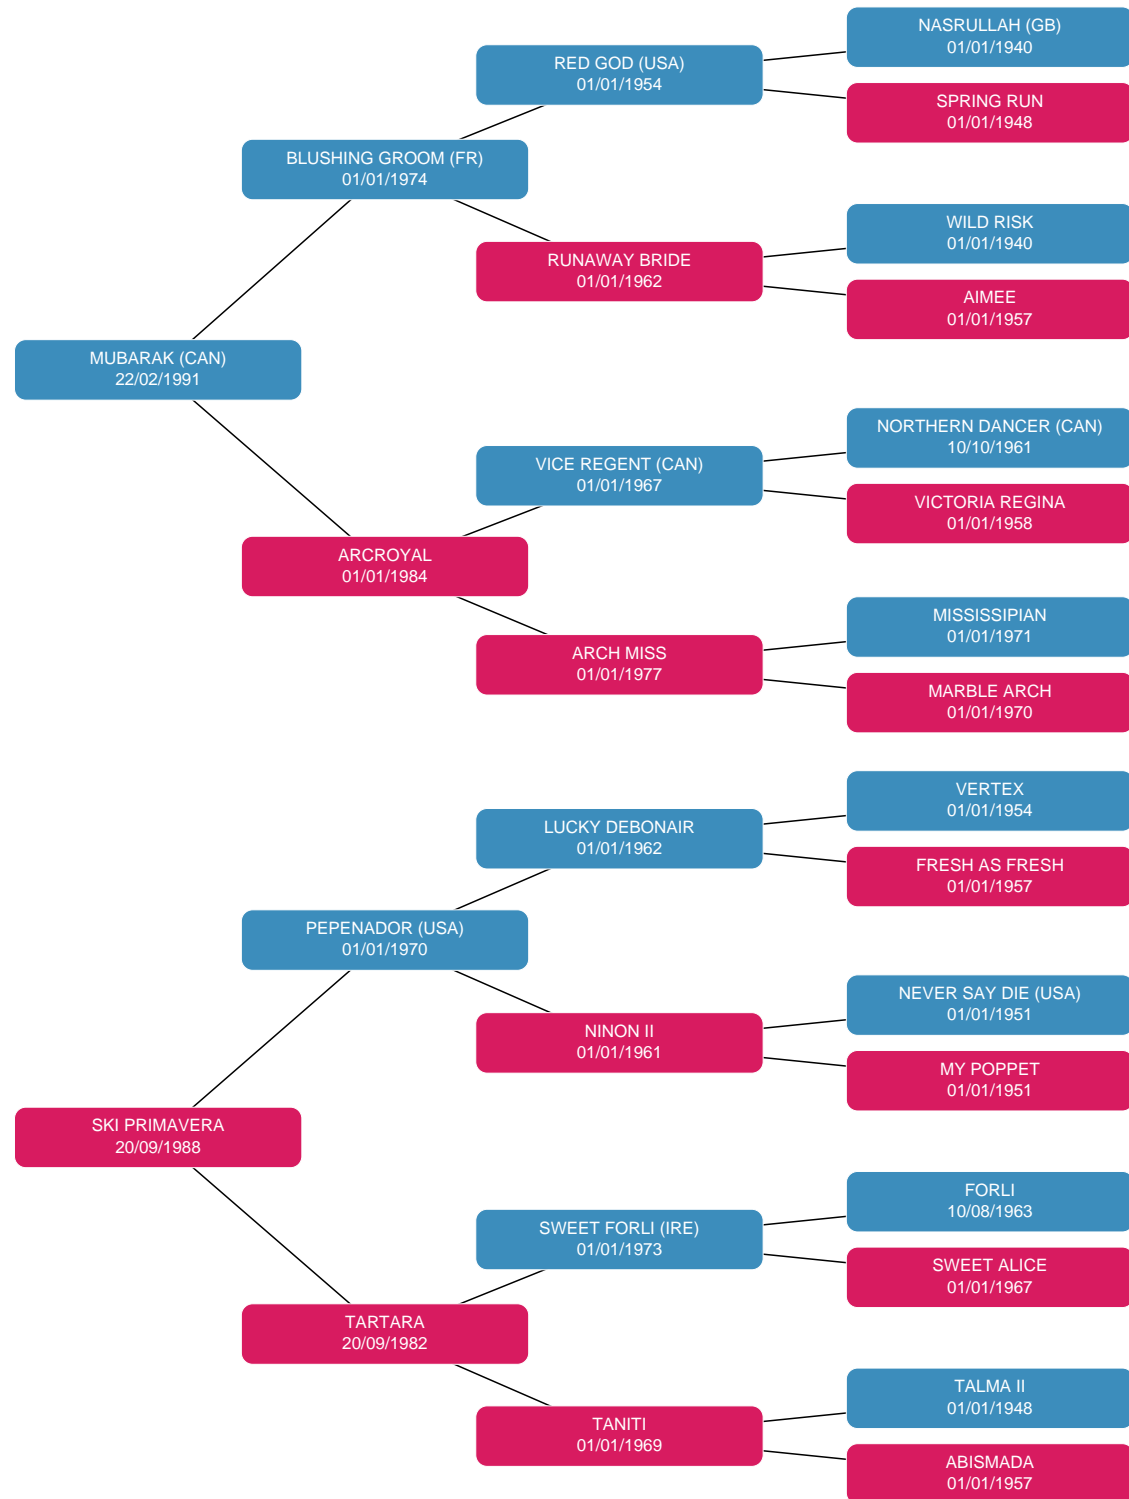 NASRULLAH (GB)
01/01/1940
RED GOD (USA)
01/01/1954
SPRING RUN
01/01/1948
BLUSHING GROOM (FR)
01/01/1974
WILD RISK
01/01/1940
RUNAWAY BRIDE
01/01/1962
AIMEE
01/01/1957
MUBARAK (CAN)
22/02/1991
NORTHERN DANCER (CAN)
10/10/1961
VICE REGENT (CAN)
01/01/1967
VICTORIA REGINA
01/01/1958
ARCROYAL
01/01/1984
MISSISSIPIAN
01/01/1971
ARCH MISS
01/01/1977
MARBLE ARCH
01/01/1970
VERTEX
01/01/1954
LUCKY DEBONAIR
01/01/1962
FRESH AS FRESH
01/01/1957
PEPENADOR (USA)
01/01/1970
NEVER SAY DIE (USA)
01/01/1951
NINON II
01/01/1961
MY POPPET
01/01/1951
SKI PRIMAVERA
20/09/1988
FORLI
10/08/1963
SWEET FORLI (IRE)
01/01/1973
SWEET ALICE
01/01/1967
TARTARA
20/09/1982
TALMA II
01/01/1948
TANITI
01/01/1969
ABISMADA
01/01/1957